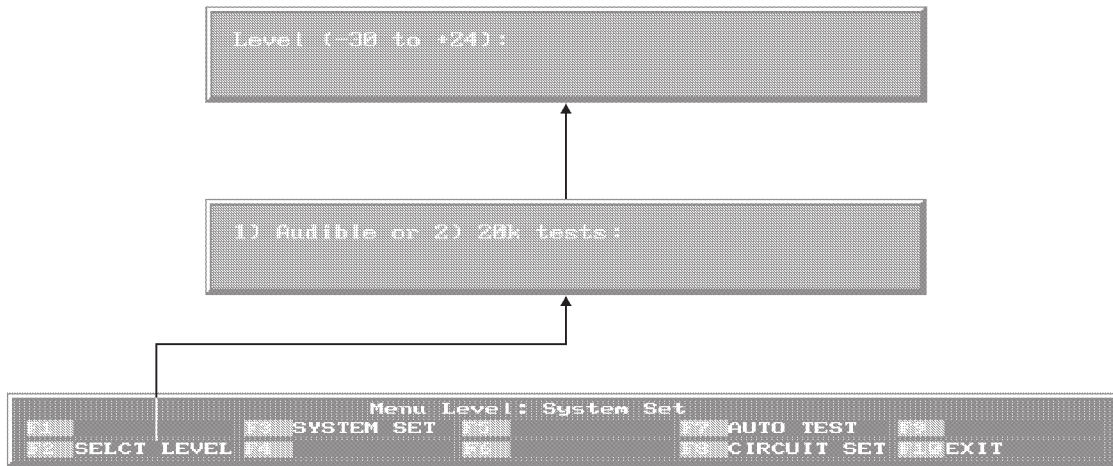 Level (-30 to +24):
1) Audible or 2) 20k tests:
Menu Level: System Set
F1 F3 SYSTEM SET F5 F7 AUTO TEST F9
F2 SELCT LEVEL F4 F6 F8 CIRCUIT SET F10 EXIT